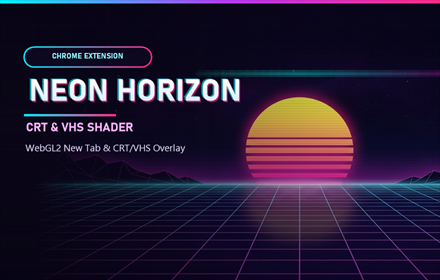 CHROME EXTENSION
NEON HORIZON
CRT & VHS SHADER
WebGL2 New Tab & CRT/VHS Overlay